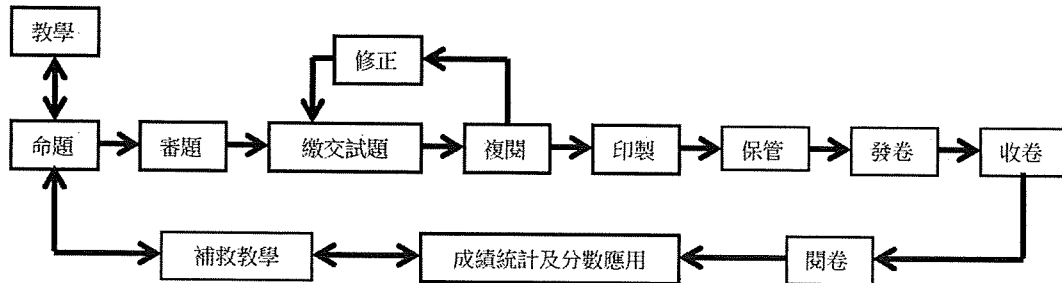 教學
修正
命題
審題
繳交試題
複閱
印製
保管
發卷
收卷
補救教學
成績統計及分數應用
閱卷